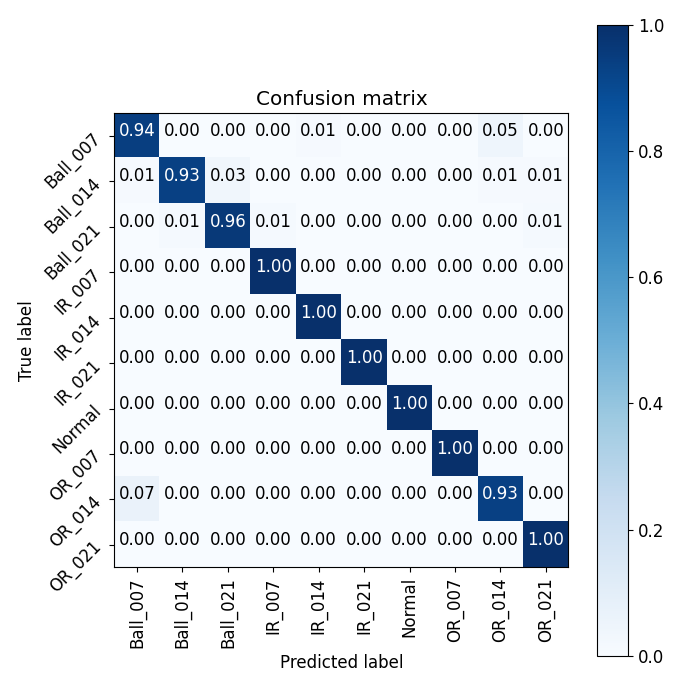 Confusion matrix
True label
Ball_007 0.94 0.00 0.00 0.00 0.01 0.00 0.00 0.00 0.05 0.00
Ball_014 0.01 0.93 0.03 0.00 0.00 0.00 0.00 0.00 0.01 0.01
Ball_021 0.00 0.01 0.96 0.01 0.00 0.00 0.00 0.00 0.00 0.01
IR_007 0.00 0.00 0.00 1.00 0.00 0.00 0.00 0.00 0.00 0.00
IR_014 0.00 0.00 0.00 0.00 1.00 0.00 0.00 0.00 0.00 0.00
IR_021 0.00 0.00 0.00 0.00 0.00 1.00 0.00 0.00 0.00 0.00
Normal 0.00 0.00 0.00 0.00 0.00 0.00 1.00 0.00 0.00 0.00
OR_007 0.00 0.00 0.00 0.00 0.00 0.00 0.00 1.00 0.00 0.00
OR_014 0.07 0.00 0.00 0.00 0.00 0.00 0.00 0.00 0.93 0.00
OR_021 0.00 0.00 0.00 0.00 0.00 0.00 0.00 0.00 0.00 1.00
Ball_007 Ball_014 Ball_021 IR_007 IR_014 IR_021 Normal OR_007 OR_014 OR_021
Predicted label
1.0
0.8
0.6
0.4
0.2
0.0